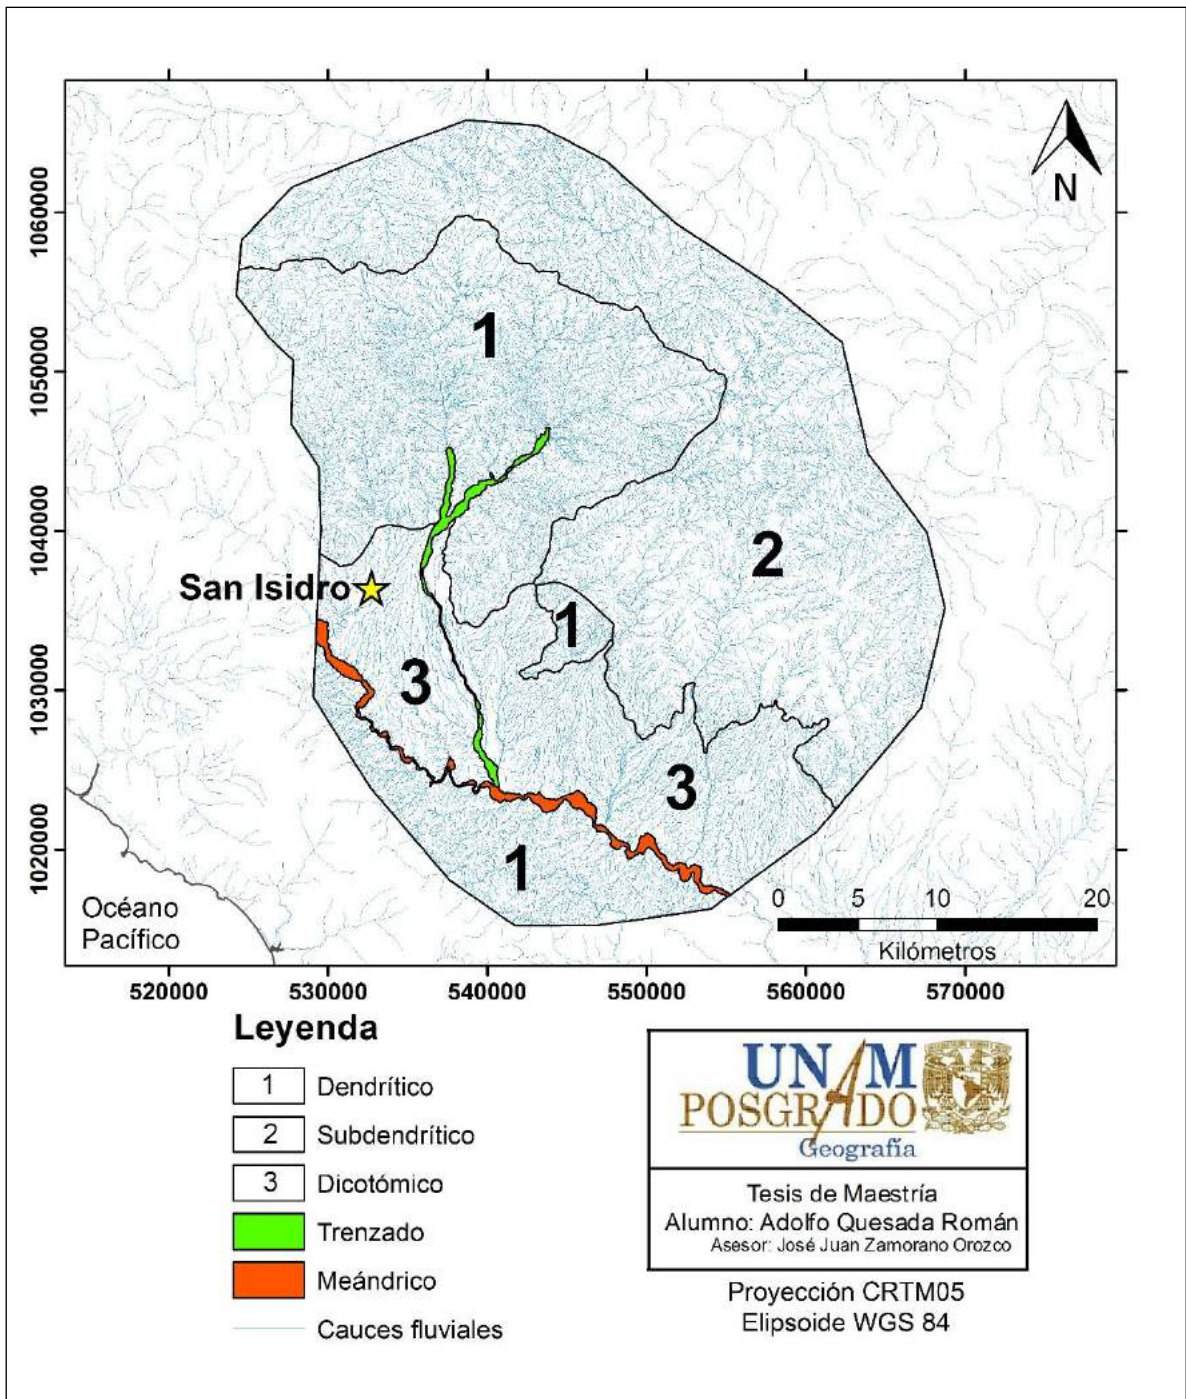 N
1060000
1050000
1040000
1030000
1020000
1
2
San Isidro
1
3
3
1
Océano
Pacífico
0 5 10 20
Kilómetros
520000 530000 540000 550000 560000 570000
Leyenda
1 Dendrítico
2 Subdendrítico
3 Dicotómico
Trenzado
Meándrico
Cauces fluviales
UNAM
POSGRADO
Geografía
Tesis de Maestría
Alumno: Adolfo Quesada Román
Asesor: José Juan Zamorano Orozco
Proyección CRTM05
Elipsoide WGS 84